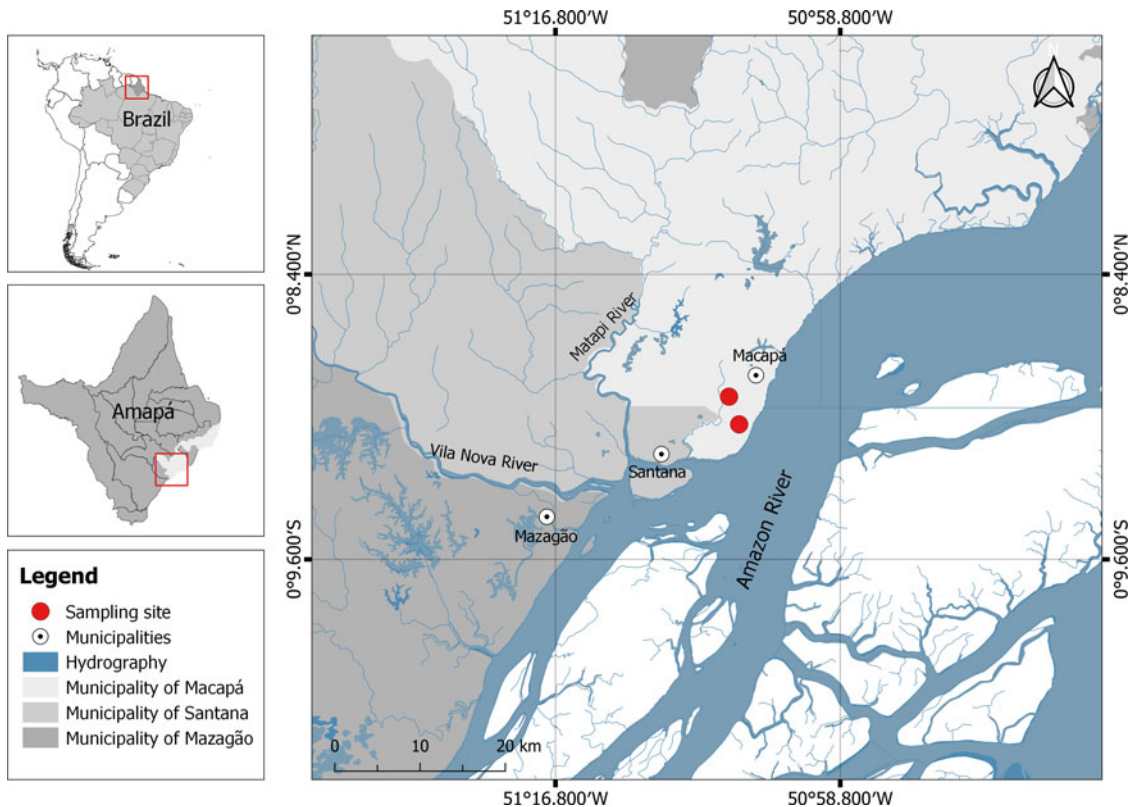 51°16.800'W
50°58.800'W
Brazil
N
0°8.400'N
0°8.400'N
Matapi River
Macapá
Amapá
Vila Nova River
Santana
Mazagão
Amazon River
0°9.600'S
0°9.600'S
Legend
Sampling site
Municipalities
Hydrography
Municipality of Macapá
Municipality of Santana
Municipality of Mazagão
0 10 20 km
51°16.800'W
50°58.800'W